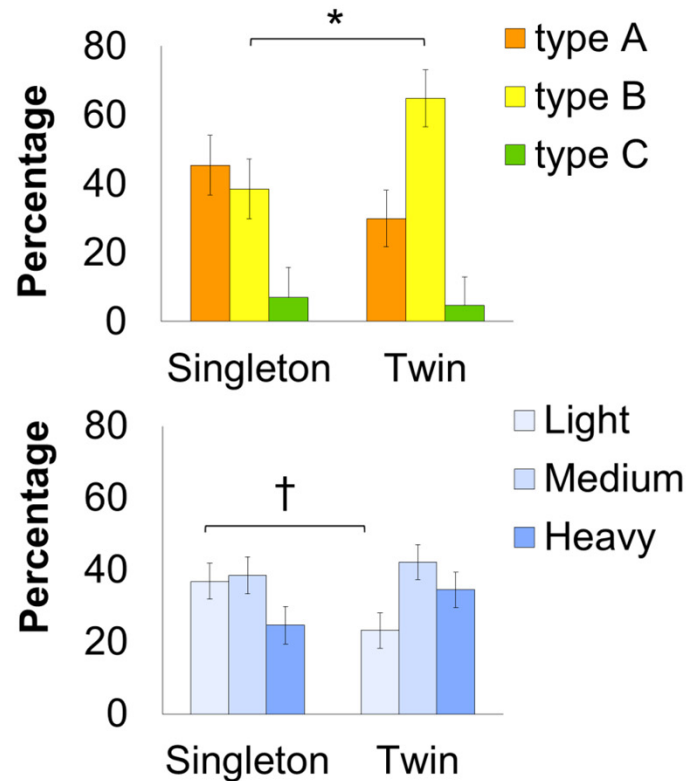 *
type A
type B
type C
Percentage
80
60
40
20
0
Singleton Twin
Light
Medium
Heavy
†
Percentage
80
60
40
20
0
Singleton Twin